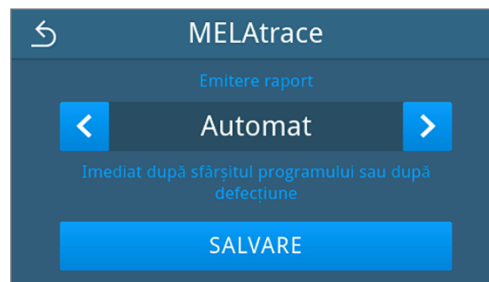 MELAtrace
Emitere raport
Automat
Imediat după sfârșitul programului sau după
defecțiune
SALVARE